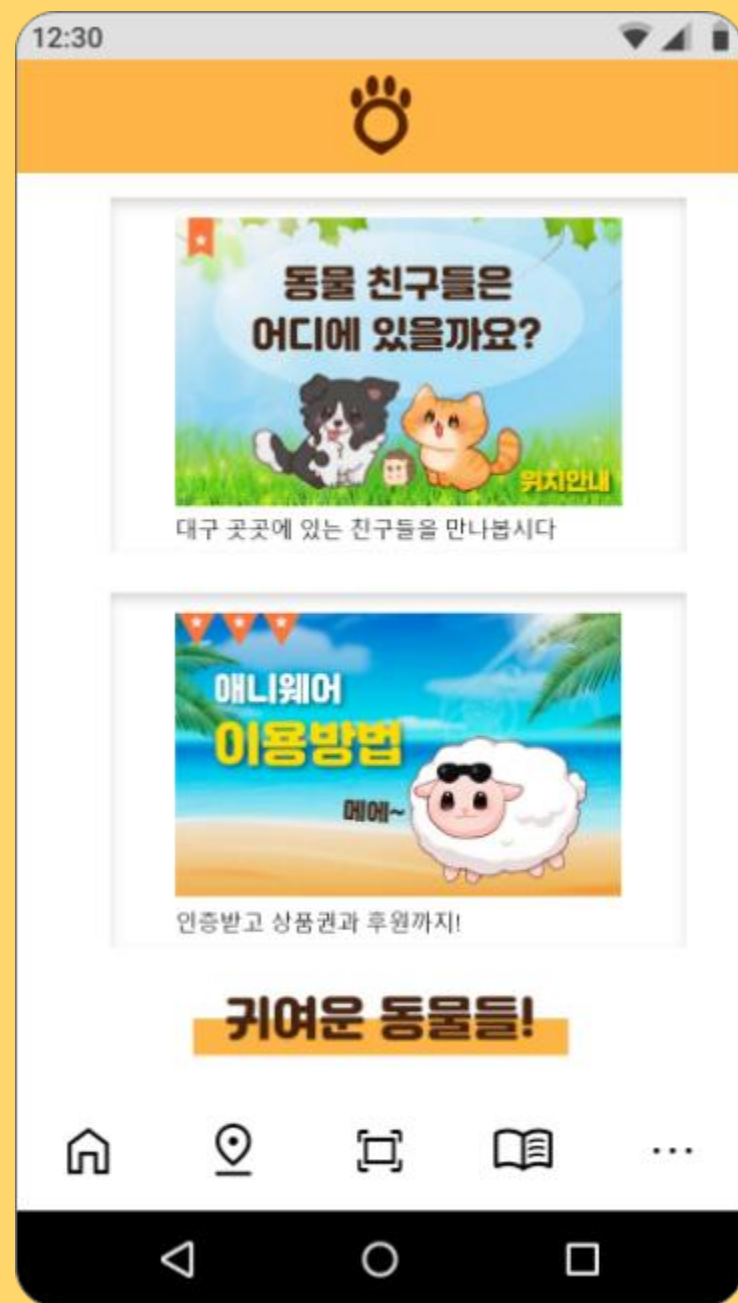 12:30
동물 친구들은
어디에 있을까요?
위치안내
대구 곳곳에 있는 친구들을 만나봅시다
애니웨어
이용방법
메에~
인증받고 상품권과 후원까지!
귀여운 동물들!